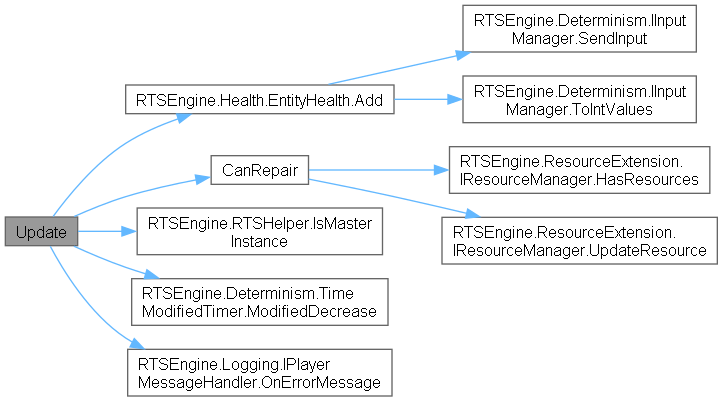 RTSEngine.Determinism.IInput
Manager.SendInput
RTSEngine.Health.EntityHealth.Add
RTSEngine.Determinism.IInput
Manager.ToIntValues
CanRepair
RTSEngine.ResourceExtension.
IResourceManager.HasResources
Update
RTSEngine.RTSHelper.IsMaster
Instance
RTSEngine.ResourceExtension.
IResourceManager.UpdateResource
RTSEngine.Determinism.Time
ModifiedTimer.ModifiedDecrease
RTSEngine.Logging.IPlayer
MessageHandler.OnErrorMessage